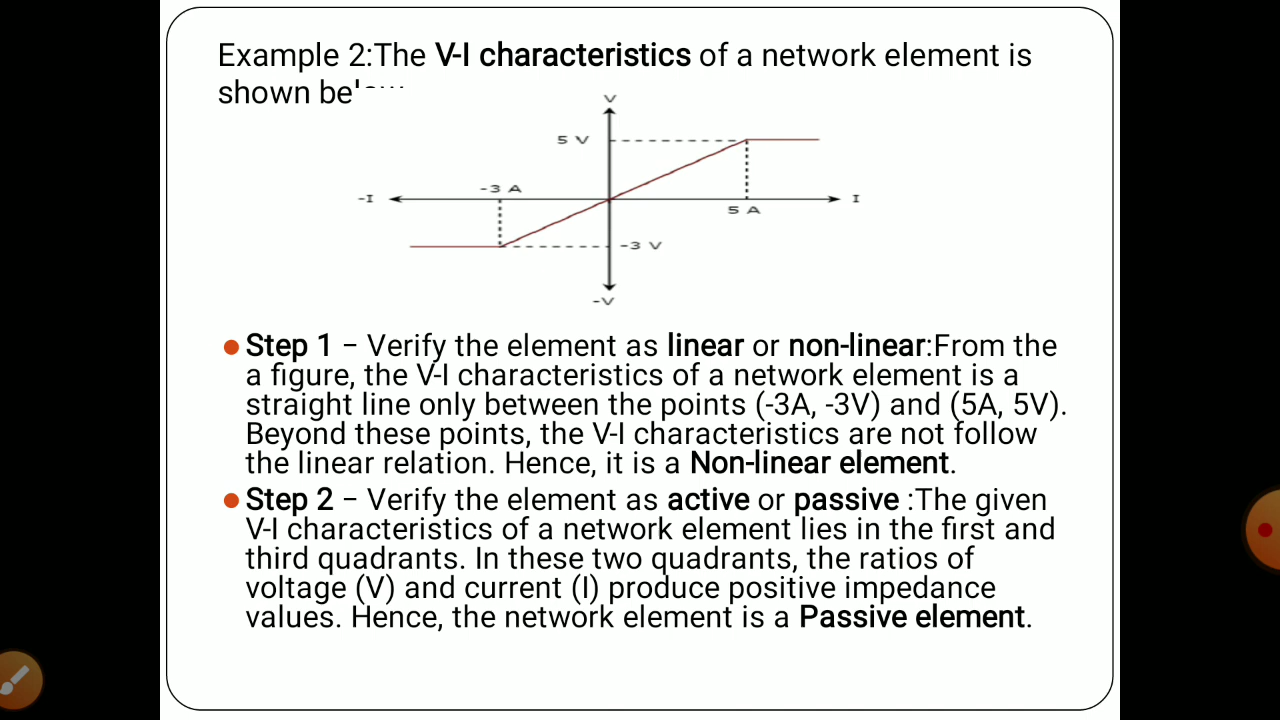 Example 2:The V-I characteristics of a network element is
shown
V
5 V
-3 A
-I
I
5 A
-3 V
-V
Step 1 − Verify the element as linear or non-linear:From the
a figure, the V-I characteristics of a network element is a
straight line only between the points (-3A, -3V) and (5A, 5V).
Beyond these points, the V-I characteristics are not follow
the linear relation. Hence, it is a Non-linear element.
Step 2 − Verify the element as active or passive :The given
V-I characteristics of a network element lies in the first and
third quadrants. In these two quadrants, the ratios of
voltage (V) and current (I) produce positive impedance
values. Hence, the network element is a Passive element.